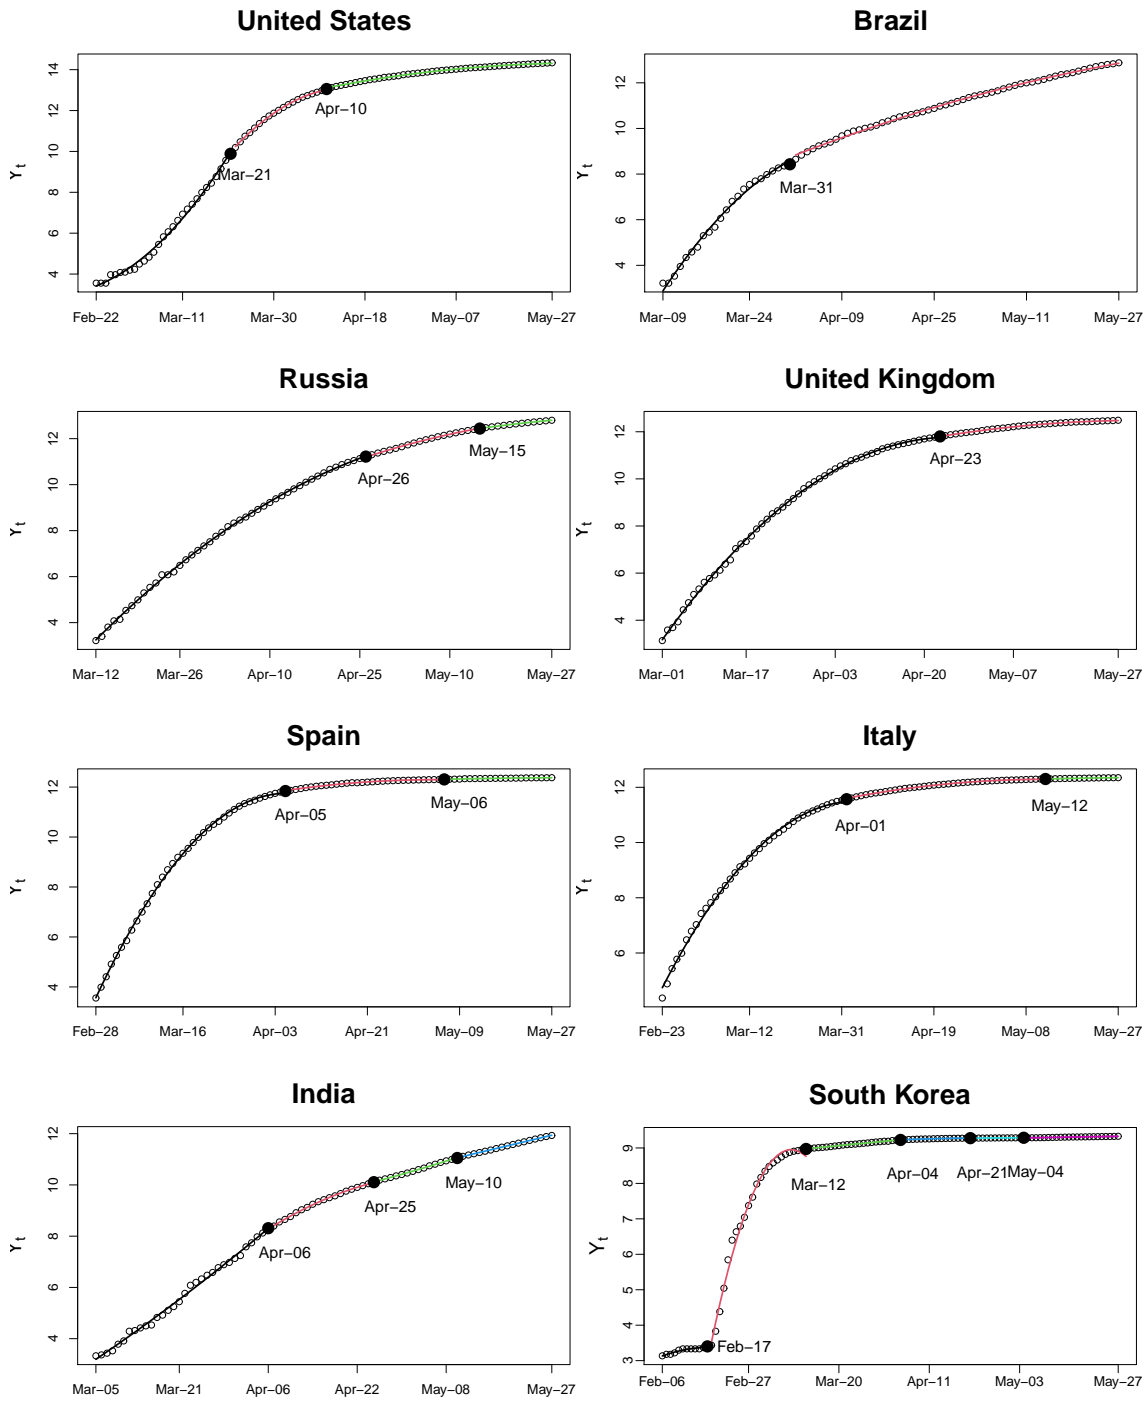 United States
Brazil
Y t
14
12
10
8
6
4
Mar−21
Apr−10
Feb−22 Mar−11 Mar−30 Apr−18 May−07 May−27
Y t
12
10
8
6
4
Mar−31
Mar−09 Mar−24 Apr−09 Apr−25 May−11 May−27
Russia
United Kingdom
Y t
12
10
8
6
4
Apr−26
May−15
Mar−12 Mar−26 Apr−10 Apr−25 May−10 May−27
Y t
12
10
8
6
4
Apr−23
Mar−01 Mar−17 Apr−03 Apr−20 May−07 May−27
Spain
Italy
Y t
12
10
8
6
4
Apr−05
May−06
Feb−28 Mar−16 Apr−03 Apr−21 May−09 May−27
Y t
12
10
8
6
Apr−01
May−12
Feb−23 Mar−12 Mar−31 Apr−19 May−08 May−27
India
South Korea
Y t
12
10
8
6
4
Apr−06
Apr−25
May−10
Mar−05 Mar−21 Apr−06 Apr−22 May−08 May−27
Y t
9
8
7
6
5
4
3
Feb−17
Mar−12
Apr−04
Apr−21
May−04
Feb−06 Feb−27 Mar−20 Apr−11 May−03 May−27